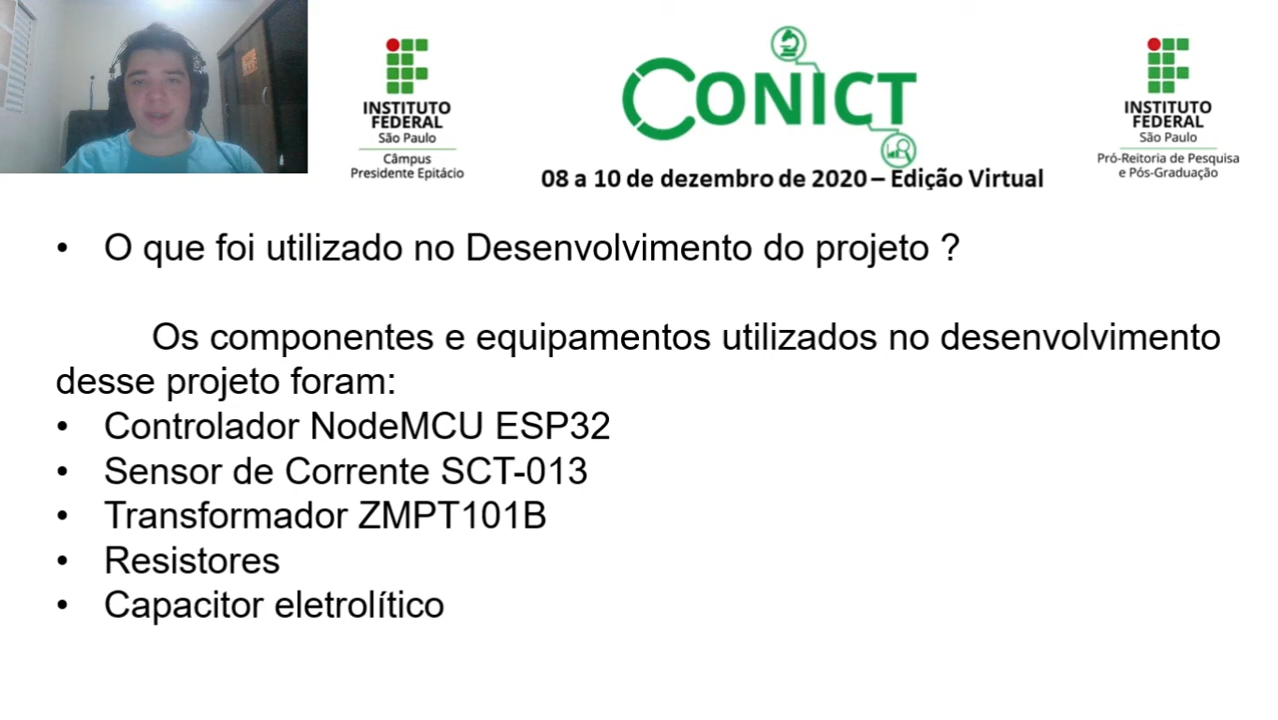 INSTITUTO
FEDERAL
São Paulo
Câmpus
Presidente Epitácio
CONICT
08 a 10 de dezembro de 2020 – Edição Virtual
INSTITUTO
FEDERAL
São Paulo
Pró-Reitoria de Pesquisa
e Pós-Graduação
• O que foi utilizado no Desenvolvimento do projeto ?
Os componentes e equipamentos utilizados no desenvolvimento
desse projeto foram:
• Controlador NodeMCU ESP32
• Sensor de Corrente SCT-013
• Transformador ZMPT101B
• Resistores
• Capacitor eletrolítico